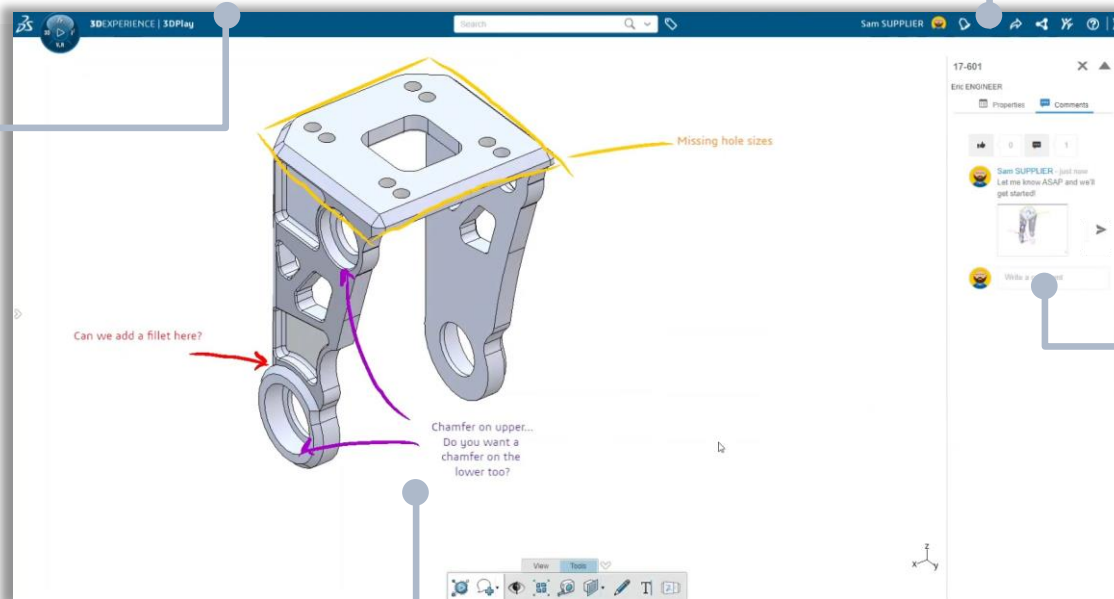 3DEXPERIENCE | 3DPlay
Search
Sam SUPPLIER
17-601
Eric ENGINEER
Properties
Comments
0
1
Sam SUPPLIER - just now
Let me know ASAP and we'll
get started!
Write a
Missing hole sizes
Can we add a fillet here?
Chamfer on upper...
Do you want a
chamfer on the
lower too?
View
Tools
z
x
y